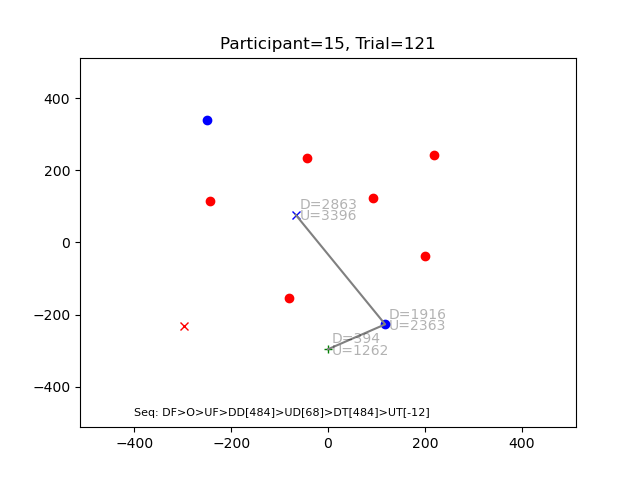 Participant=15, Trial=121
400
200
0
−200
−400
D=2863
U=3396
D=1916
U=2363
D=394
U=1262
Seq: DF>O>UF>DD[484]>UD[68]>DT[484]>UT[-12]
−400
−200
0
200
400